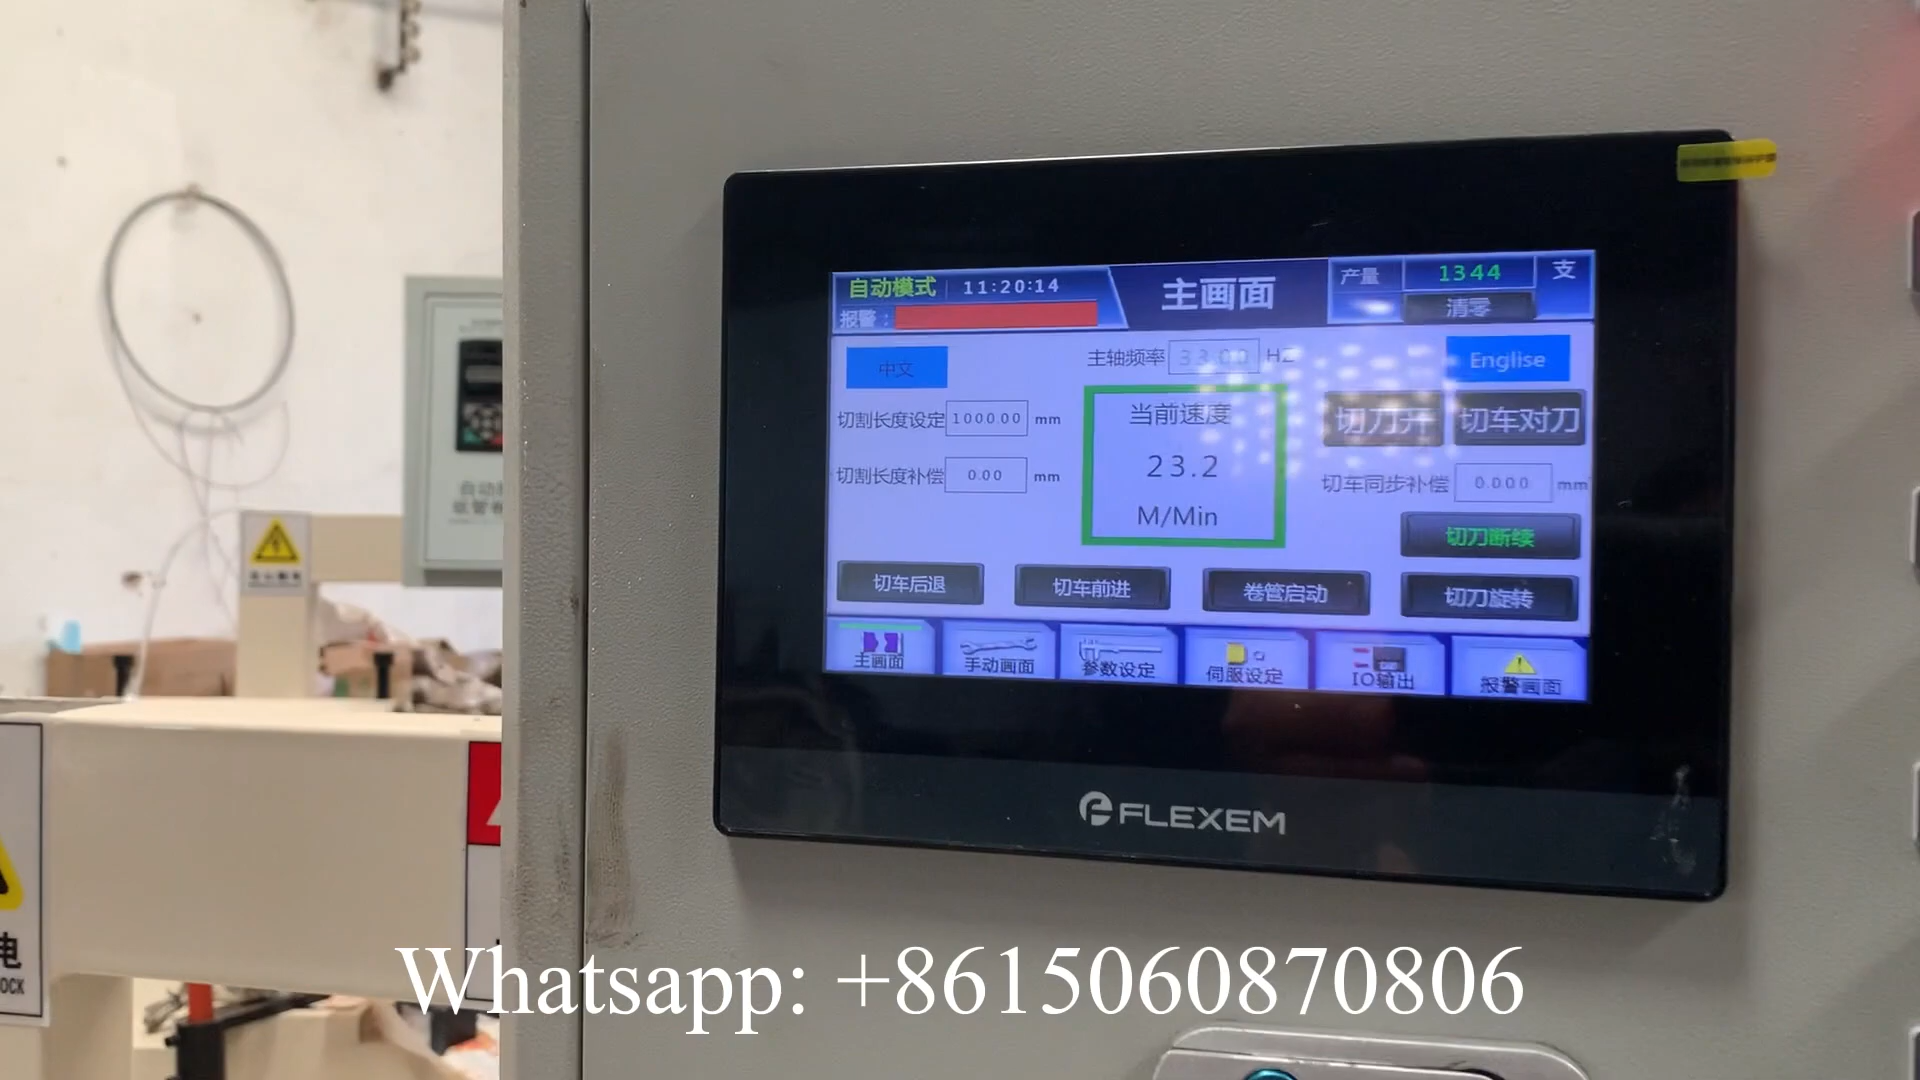 自动模式 11:20:14
主画面
产量 1344 支
报警：
清零
中文
主轴频率 33.00 HZ
Englise
切割长度设定 1000.00 mm
当前速度
23.2
M/Min
切刀开
切车对刀
切割长度补偿 0.00 mm
切车同步补偿 0.000 mm
切刀断续
切车后退
切车前进
卷管启动
切刀旋转
主画面
手动画面
参数设定
伺服设定
IO输出
报警画面
FLEXEM
电
OCK
Whatsapp: +8615060870806